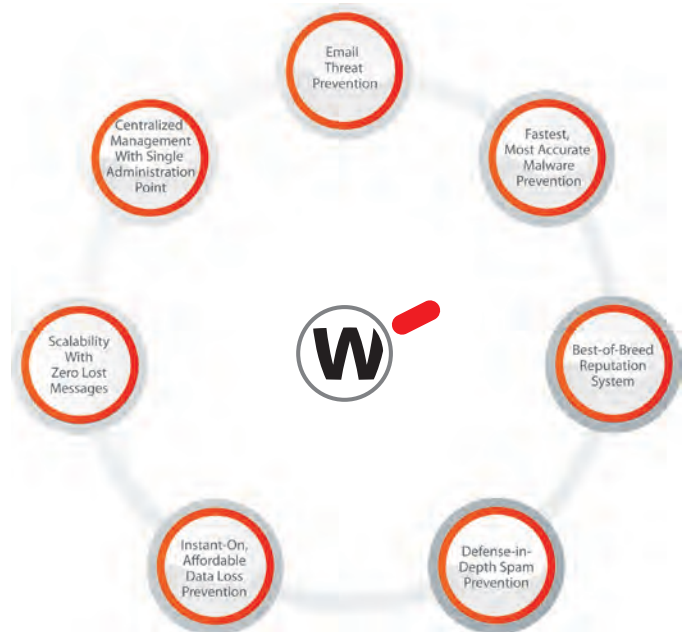 Email
Threat
Prevention
Fastest,
Most Accurate
Malware
Prevention
Best-of-Breed
Reputation
System
Defense-in-
Depth Spam
Prevention
Instant-On,
Affordable
Data Loss
Prevention
Scalability
With
Zero Lost
Messages
Centralized
Management
With Single
Administration
Point
W